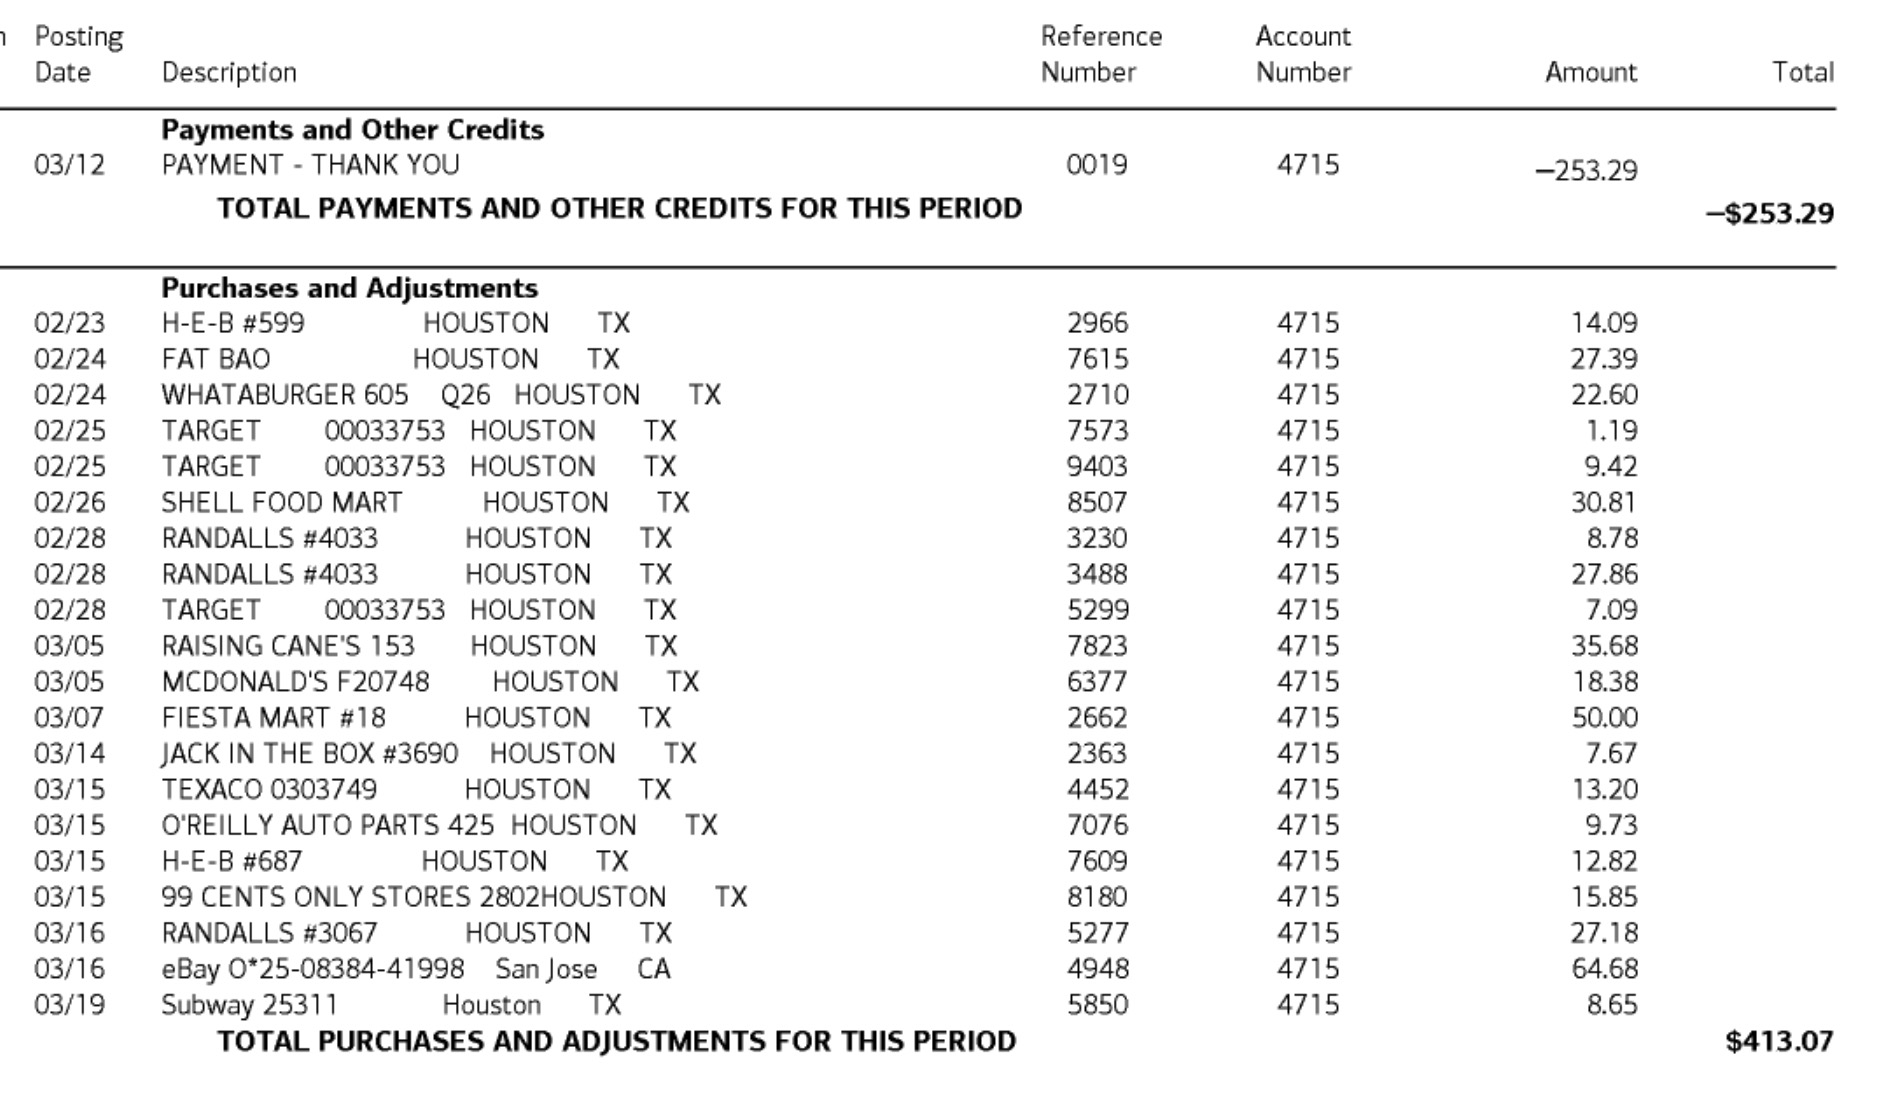 n Posting Reference Account
Date Description Number Number Amount Total
Payments and Other Credits
03/12 PAYMENT - THANK YOU 0019 4715 –253.29
TOTAL PAYMENTS AND OTHER CREDITS FOR THIS PERIOD –$253.29
Purchases and Adjustments
02/23 H-E-B #599 HOUSTON TX 2966 4715 14.09
02/24 FAT BAO HOUSTON TX 7615 4715 27.39
02/24 WHATABURGER 605 Q26 HOUSTON TX 2710 4715 22.60
02/25 TARGET 00033753 HOUSTON TX 7573 4715 1.19
02/25 TARGET 00033753 HOUSTON TX 9403 4715 9.42
02/26 SHELL FOOD MART HOUSTON TX 8507 4715 30.81
02/28 RANDALLS #4033 HOUSTON TX 3230 4715 8.78
02/28 RANDALLS #4033 HOUSTON TX 3488 4715 27.86
02/28 TARGET 00033753 HOUSTON TX 5299 4715 7.09
03/05 RAISING CANE'S 153 HOUSTON TX 7823 4715 35.68
03/05 MCDONALD'S F20748 HOUSTON TX 6377 4715 18.38
03/07 FIESTA MART #18 HOUSTON TX 2662 4715 50.00
03/14 JACK IN THE BOX #3690 HOUSTON TX 2363 4715 7.67
03/15 TEXACO 0303749 HOUSTON TX 4452 4715 13.20
03/15 O'REILLY AUTO PARTS 425 HOUSTON TX 7076 4715 9.73
03/15 H-E-B #687 HOUSTON TX 7609 4715 12.82
03/15 99 CENTS ONLY STORES 2802HOUSTON TX 8180 4715 15.85
03/16 RANDALLS #3067 HOUSTON TX 5277 4715 27.18
03/16 eBay O*25-08384-41998 San Jose CA 4948 4715 64.68
03/19 Subway 25311 Houston TX 5850 4715 8.65
TOTAL PURCHASES AND ADJUSTMENTS FOR THIS PERIOD $413.07